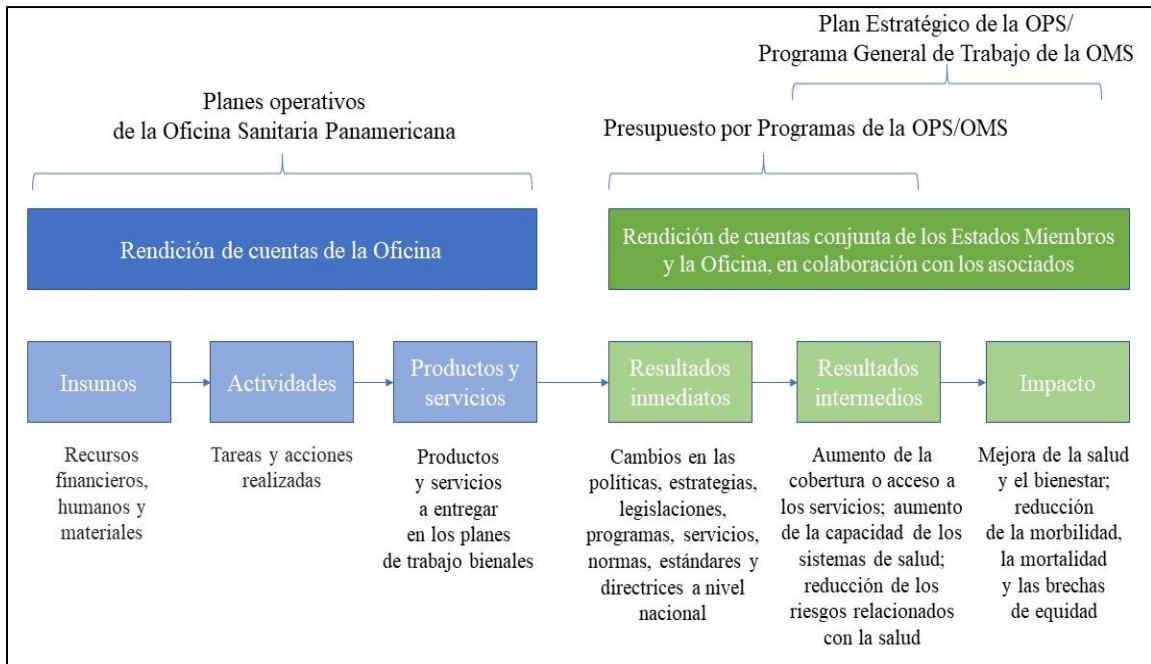 Plan Estratégico de la OPS/
Programa General de Trabajo de la OMS
Planes operativos
de la Oficina Sanitaria Panamericana
Presupuesto por Programas de la OPS/OMS
Rendición de cuentas de la Oficina
Rendición de cuentas conjunta de los Estados Miembros
y la Oficina, en colaboración con los asociados
Insumos
Actividades
Productos y
servicios
Resultados
inmediatos
Resultados
intermedios
Impacto
Recursos
financieros,
humanos y
materiales
Tareas y acciones
realizadas
Productos
y servicios
a entregar
en los planes
de trabajo bienales
Cambios en las
políticas, estrategias,
legislaciones,
programas, servicios,
normas, estándares y
directrices a nivel
nacional
Aumento de la
cobertura o acceso a
los servicios; aumento
de la capacidad de los
sistemas de salud;
reducción de los
riesgos relacionados
con la salud
Mejora de la salud
y el bienestar;
reducción
de la morbilidad,
la mortalidad
y las brechas
de equidad